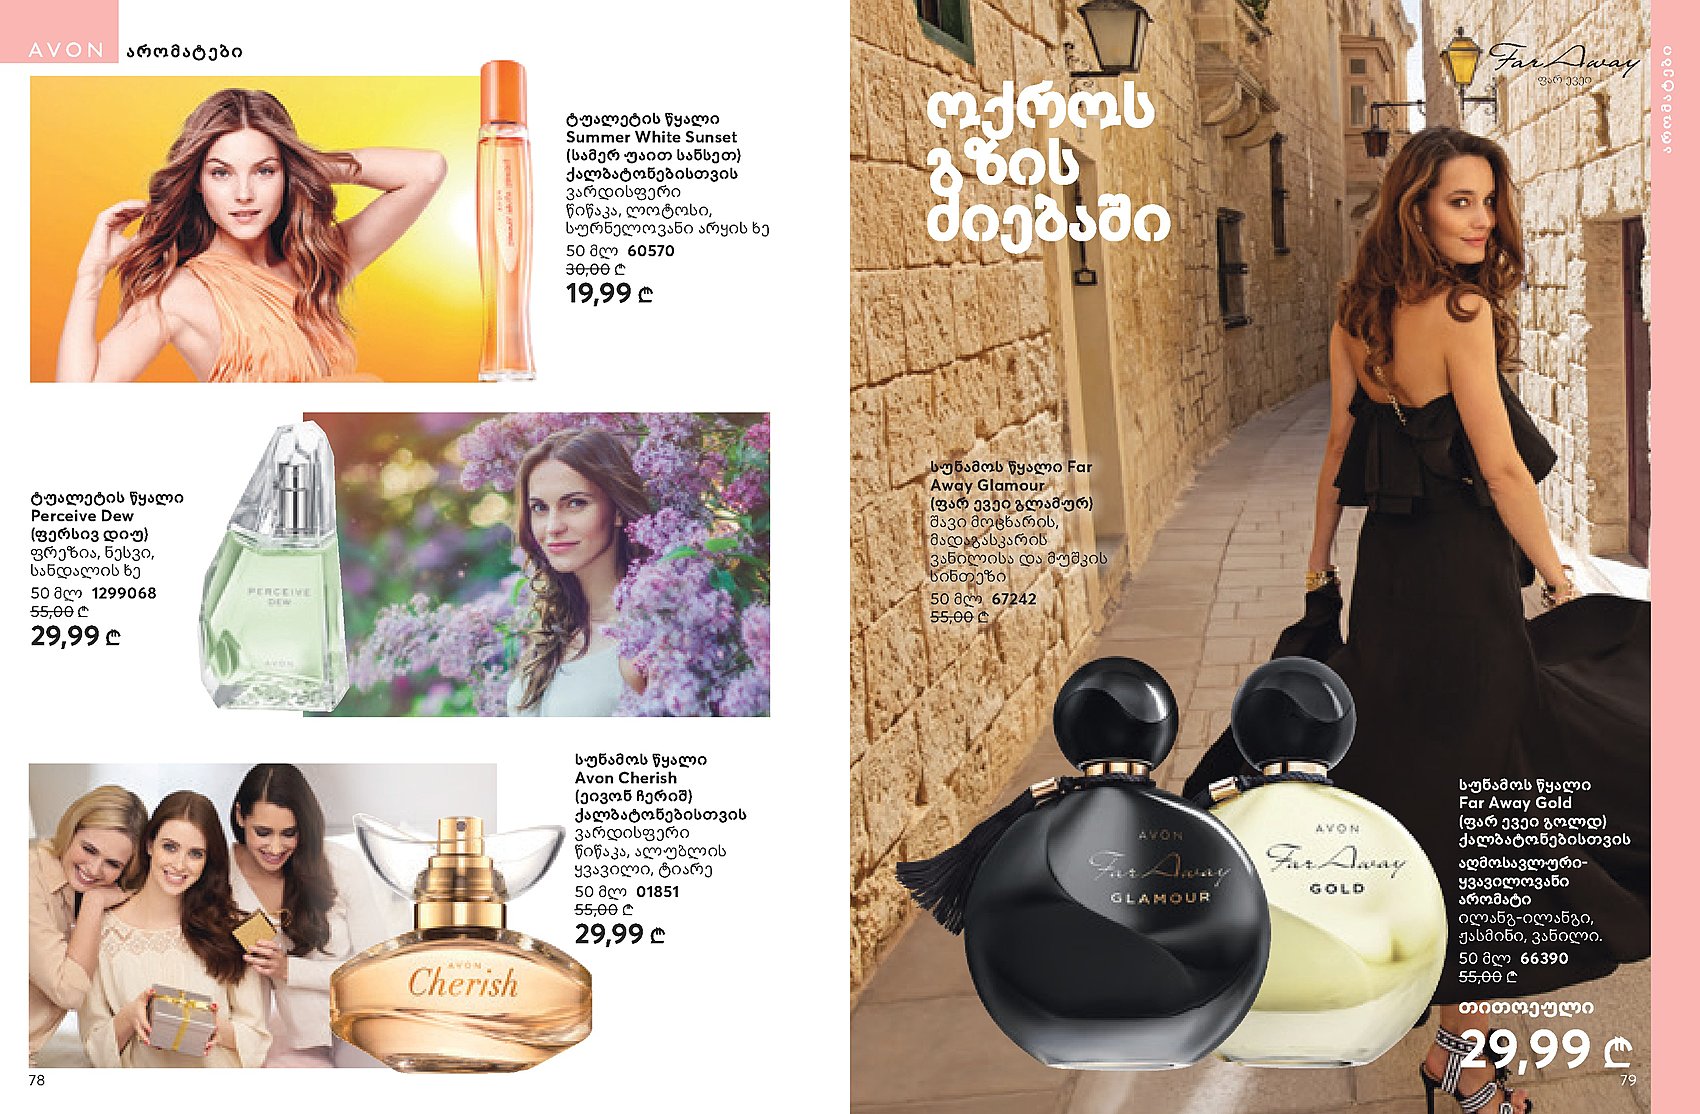 AVON არომატები
ტუალეტის წყალი
Summer White Sunset
(სამერ უაით სანსეთ)
ქალბატონებისთვის
ვარდისფერი
წიწაკა, ლოტოსი,
სურნელოვანი არყის ხე
50 მლ 60570
30,00 ₾
19,99 ₾
ტუალეტის წყალი
Perceive Dew
(ფერსივ დიუ)
ფრეზია, ნესვი,
სანდალის ხე
50 მლ 1299068
55,00 ₾
29,99 ₾
PERCEIVE
DEW
AVON
სუნამოს წყალი
Avon Cherish
(ეივონ ჩერიშ)
ქალბატონებისთვის
ვარდისფერი
წიწაკა, ალუბლის
ყვავილი, ტიარე
50 მლ 01851
55,00 ₾
29,99 ₾
AVON
Cherish
78
ოქროს
გზის
მიებაში
Far Away
ფარ ევეი
არომატები
სუნამოს წყალი Far
Away Glamour
(ფარ ევეი გლამურ)
შავი მოცხარის,
მადაგასკარის
ვანილისა და მუშკის
სინთეზი
50 მლ 67242
55,00 ₾
AVON
Far Away
GLAMOUR
AVON
Far Away
GOLD
სუნამოს წყალი
Far Away Gold
(ფარ ევეი გოლდ)
ქალბატონებისთვის
აღმოსავლური-
ყვავილოვანი
არომატი
ილანგ-ილანგი,
ჟასმინი, ვანილი.
50 მლ 66390
55,00 ₾
თითოეული
29,99 ₾
79